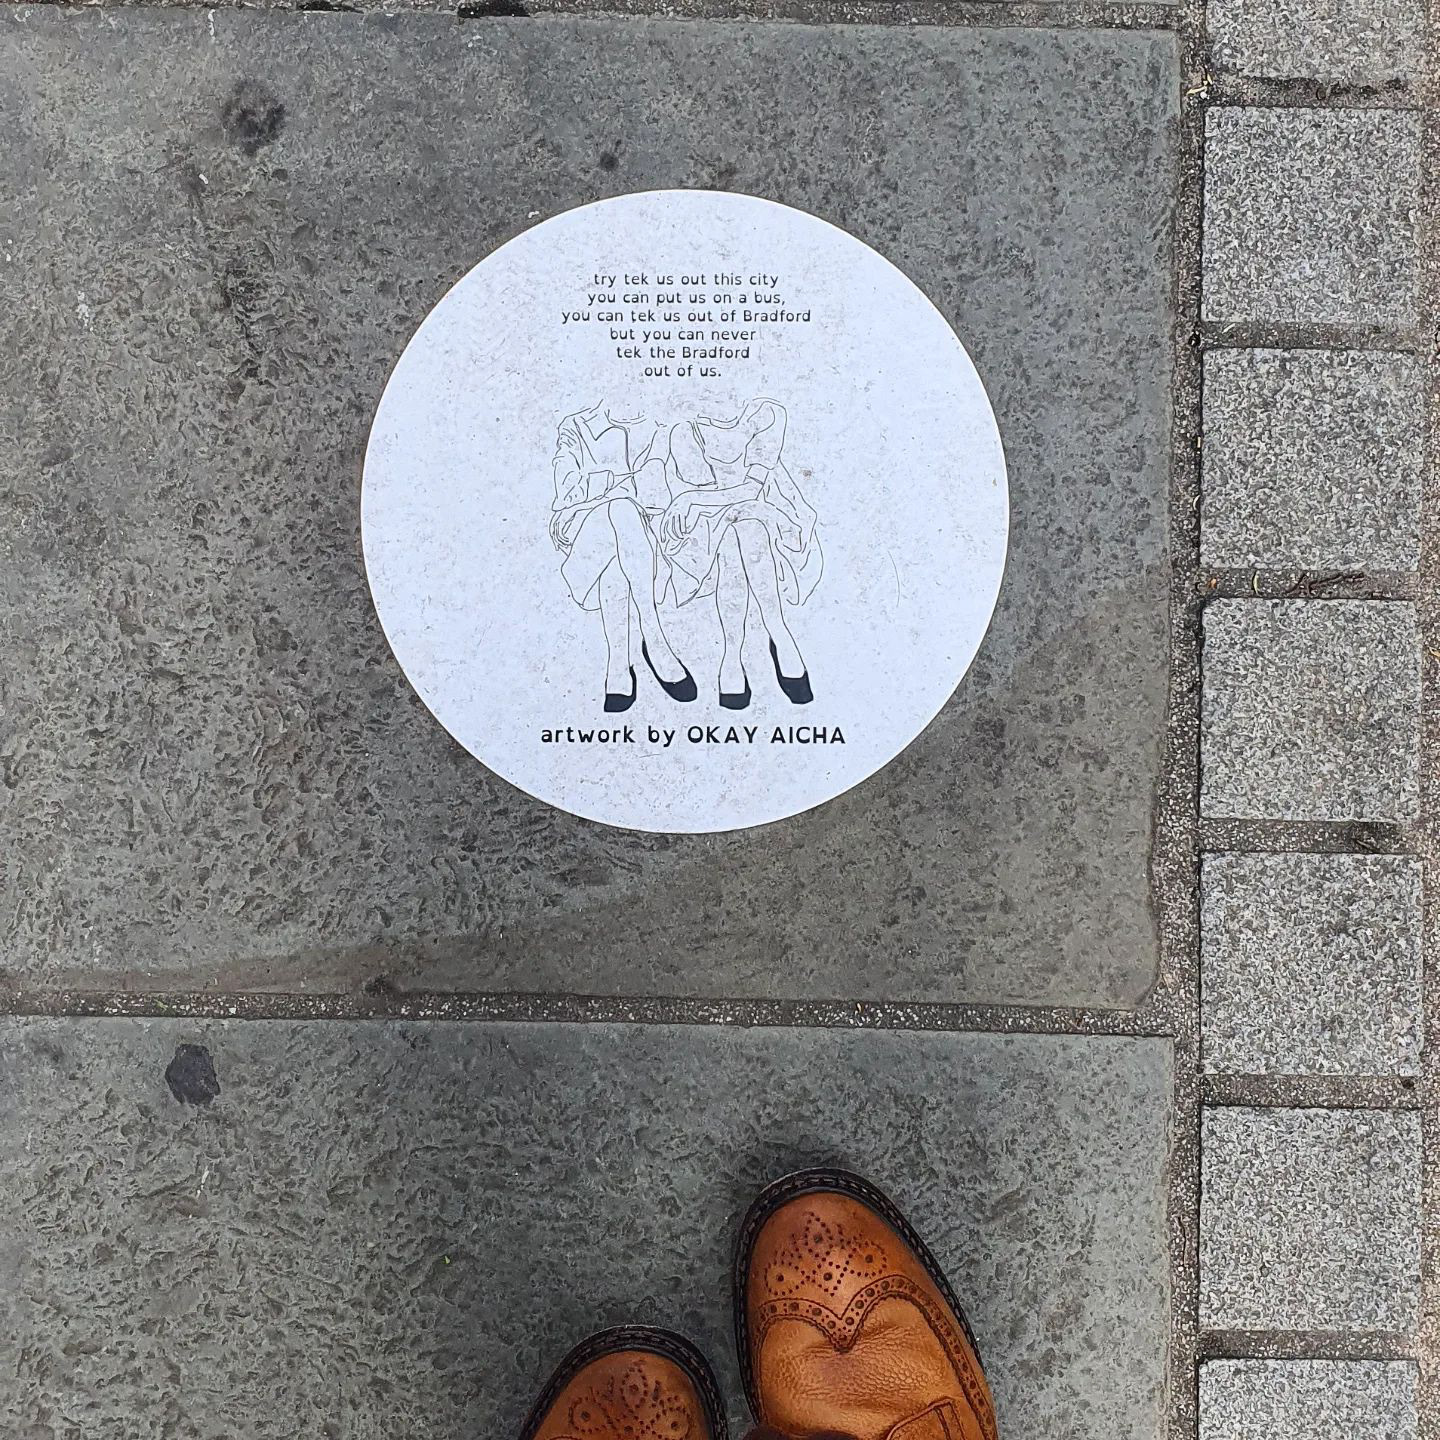 try tek us out this city
you can put us on a bus,
you can tek us out of Bradford
but you can never
tek the Bradford
out of us.
artwork by OKAY AICHA